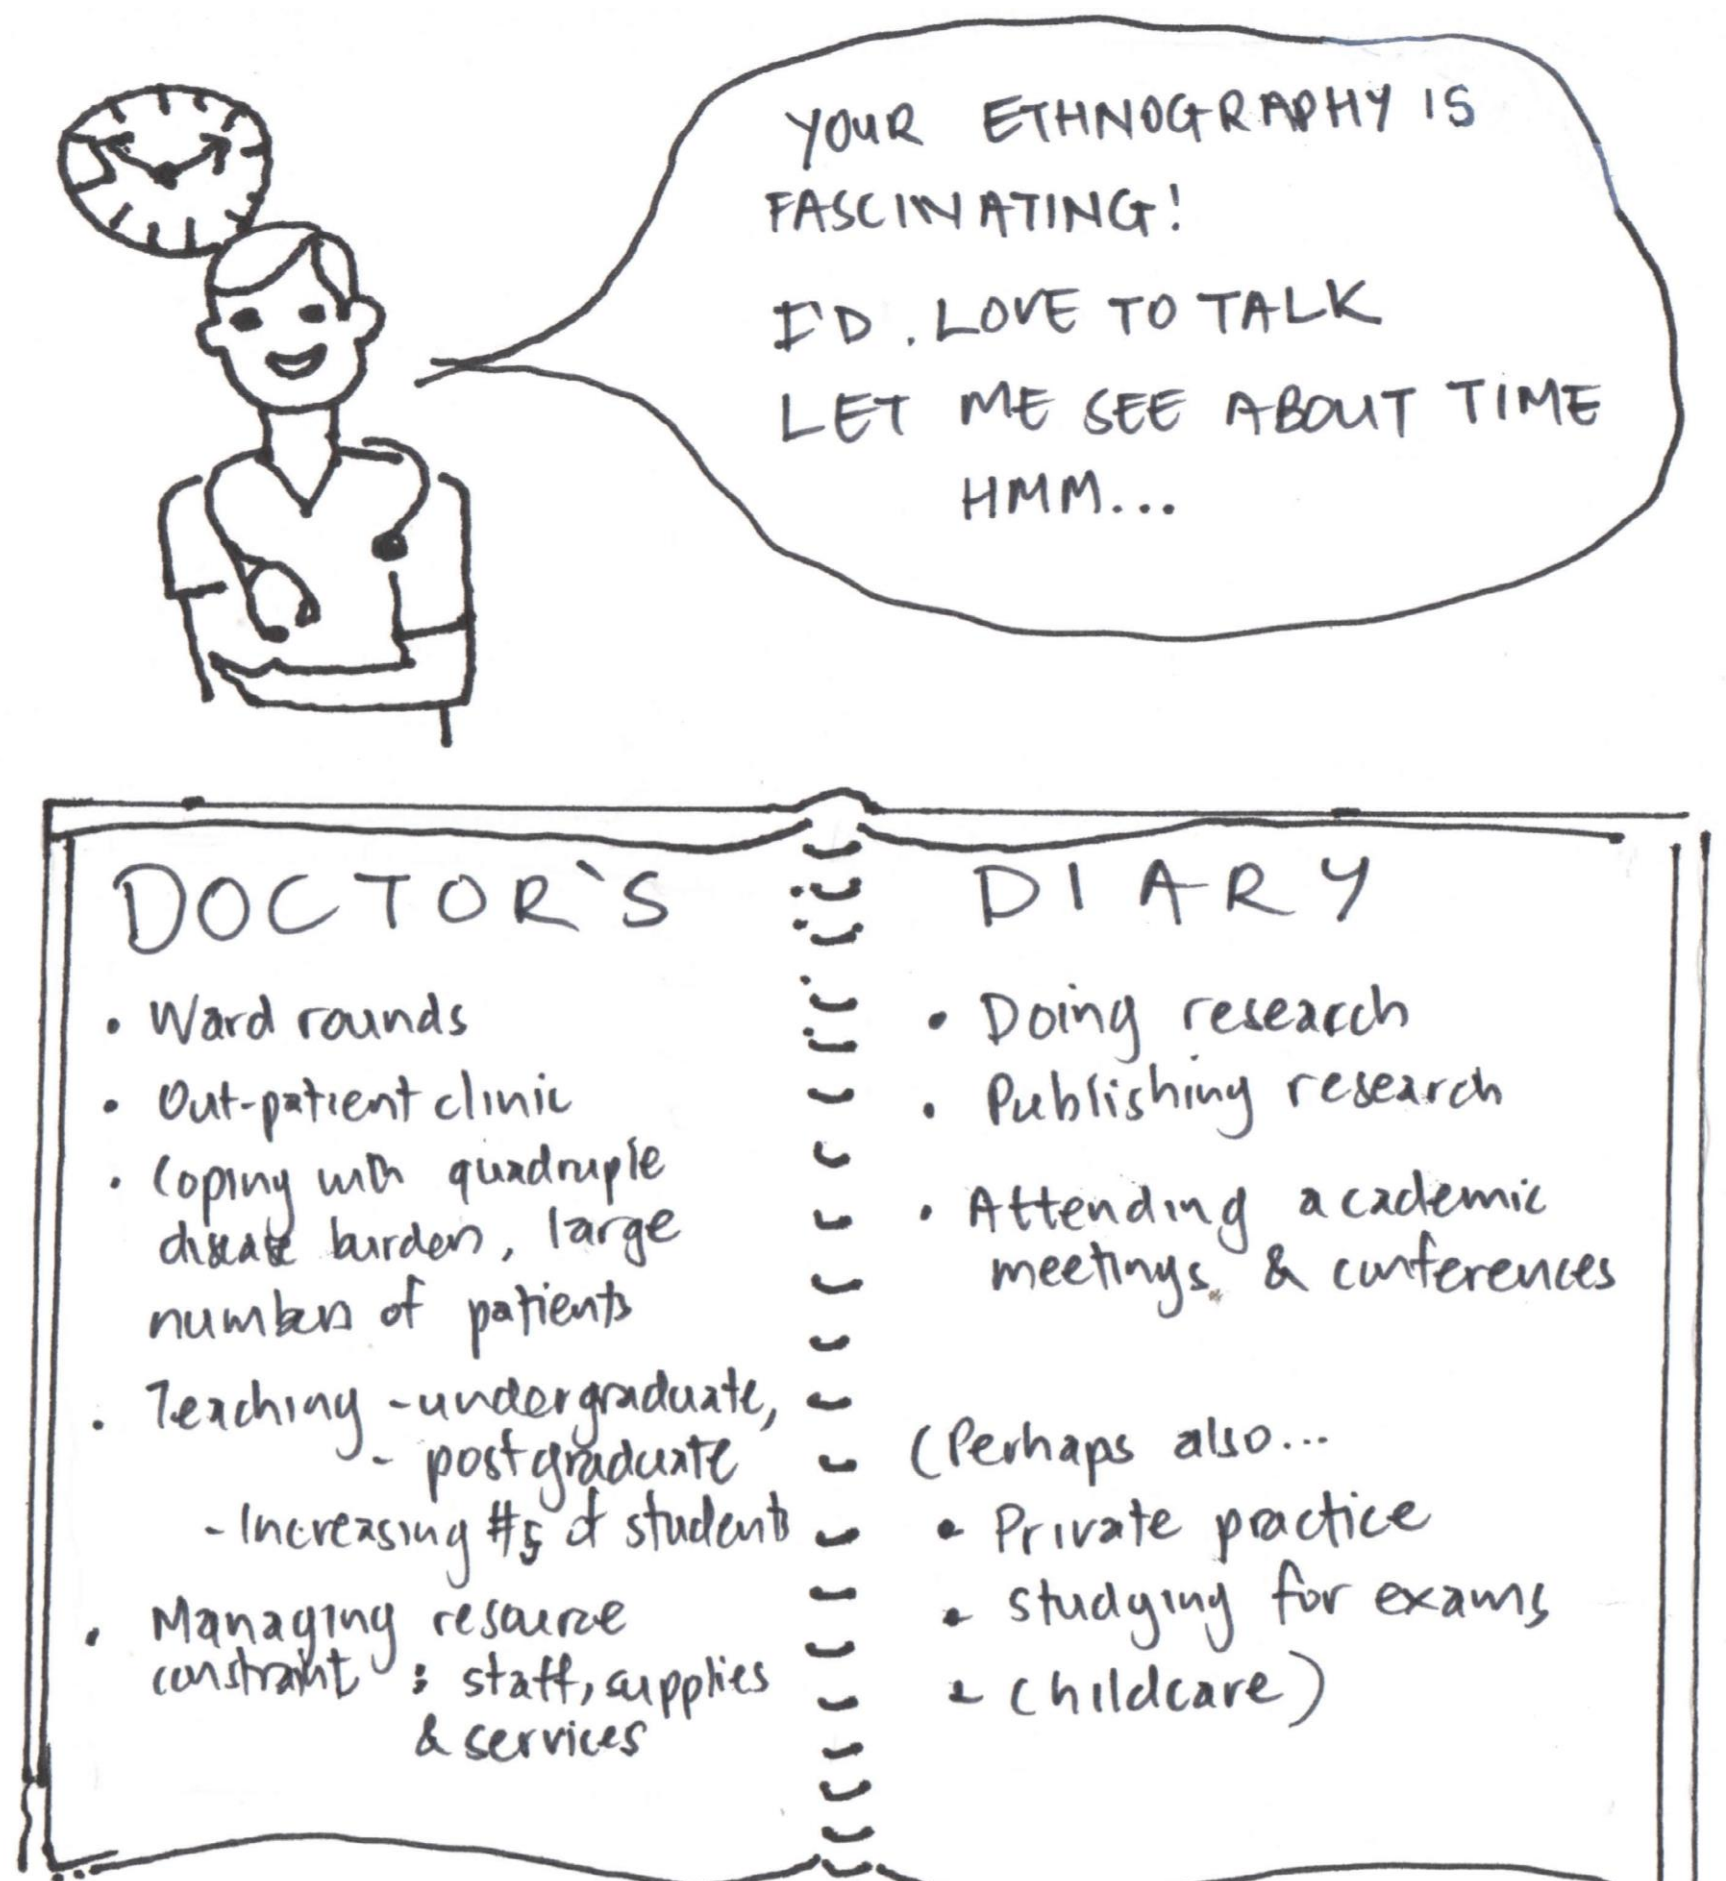 YOUR ETHNOGRAPHY IS
FASCINATING!
I'D. LOVE TO TALK
LET ME SEE ABOUT TIME
HMM...
DOCTOR`S
• Ward rounds
• Out-patient clinic
• Coping with quadruple
disease burden, large
numbers of patients
• Teaching - undergraduate,
- postgraduate
- Increasing #s of students
• Managing resource
constraint : staff, supplies
& services
DIARY
• Doing research
• Publishing research
• Attending academic
meetings & conferences
(Perhaps also...
• Private practice
• studying for exams
• childcare)